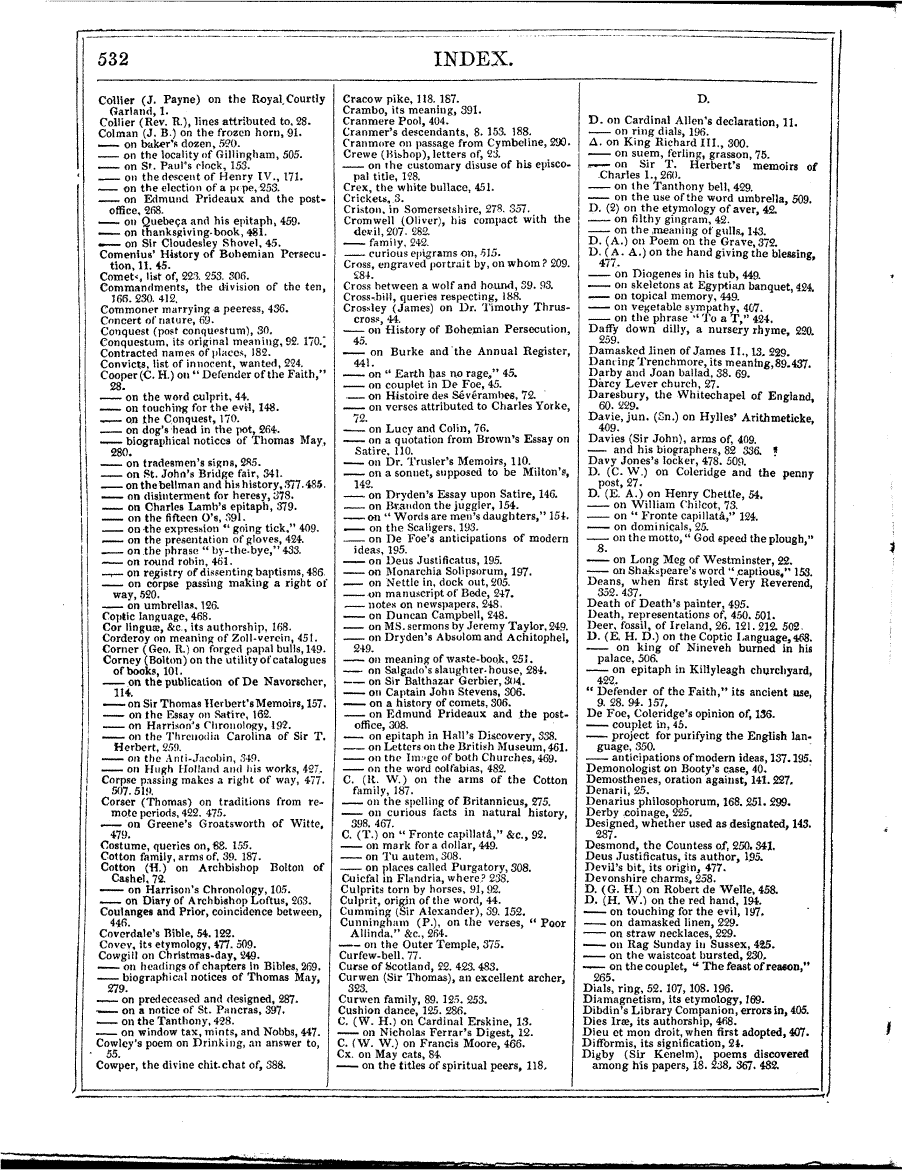 532
INDEX.
Collier (J. Payne) on the Royal Courtly
Garland, 1.
Collier (Rev. R.), lines attributed to, 28.
Colman (J. B.) on the frozen horn, 91.
—— on baker's dozen, 520.
—— on the locality of Gillingham, 505.
—— on St. Paul's clock, 153.
—— on the descent of Henry IV., 171.
—— on the election of a pope, 253.
—— on Edmund Prideaux and the post-
office, 268.
—— on Quebeça and his epitaph, 459.
—— on thanksgiving-book, 481.
—— on Sir Cloudesley Shovel, 45.
Comenius' History of Bohemian Persecu-
tion, 11. 45.
Comets, list of, 223. 253. 306.
Commandments, the division of the ten,
166. 230. 412.
Commoner marrying a peeress, 436.
Concert of nature, 69.
Conquest (post conquestum), 30.
Conquestum, its original meaning, 92. 170.
Contracted names of places, 182.
Convicts, list of innocent, wanted, 224.
Cooper (C. H.) on "Defender of the Faith,"
28.
—— on the word culprit, 44.
—— on touching for the evil, 148.
—— on the Conquest, 170.
—— on dog's head in the pot, 264.
—— biographical notices of Thomas May,
280.
—— on tradesmen's signs, 285.
—— on St. John's Bridge fair, 341.
—— on the bellman and his history, 377. 485.
—— on disinterment for heresy, 378.
—— on Charles Lamb's epitaph, 379.
—— on the fifteen O's, 391.
—— on the expression "going tick," 409.
—— on the presentation of gloves, 424.
—— on the phrase "by-the-bye," 433.
—— on round robin, 461.
—— on registry of dissenting baptisms, 486.
—— on corpse passing making a right of
way, 520.
—— on umbrellas, 126.
Coptic language, 468.
Cor linguæ, &c., its authorship, 168.
Corderoy on meaning of Zoll-verein, 451.
Corner (Geo. R.) on forged papal bulls, 149.
Corney (Bolton) on the utility of catalogues
of books, 101.
—— on the publication of De Navorscher,
114.
—— on Sir Thomas Herbert's Memoirs, 157.
—— on the Essay on Satire, 162.
—— on Harrison's Chronology, 192.
—— on the Threnodia Carolina of Sir T.
Herbert, 259.
—— on the Anti-Jacobin, 349.
—— on Hugh Holland and his works, 427.
Corpse passing makes a right of way, 477.
507. 519.
Corser (Thomas) on traditions from re-
mote periods, 422. 475.
—— on Greene's Groatsworth of Witte,
479.
Costume, queries on, 68. 155.
Cotton family, arms of, 39. 187.
Cotton (H.) on Archbishop Bolton of
Cashel, 72.
—— on Harrison's Chronology, 105.
—— on Diary of Archbishop Loftus, 263.
Coulanges and Prior, coincidence between,
446.
Coverdale's Bible, 54. 122.
Covey, its etymology, 477. 509.
Cowgill on Christmas-day, 249.
—— on headings of chapters in Bibles, 269.
—— biographical notices of Thomas May,
279.
—— on predeceased and designed, 287.
—— on a notice of St. Pancras, 397.
—— on the Tanthony, 428.
—— on window tax, mints, and Nobbs, 447.
Cowley's poem on Drinking, an answer to,
55.
Cowper, the divine chit-chat of, 388.
Cracow pike, 118. 187.
Crambo, its meaning, 391.
Cranmere Pool, 404.
Cranmer's descendants, 8. 153. 188.
Cranmore on passage from Cymbeline, 290.
Crewe (Bishop), letters of, 23.
—— on the customary disuse of his episco-
pal title, 128.
Crex, the white bullace, 451.
Crickets, 3.
Criston, in Somersetshire, 278. 357.
Cromwell (Oliver), his compact with the
devil, 207. 282.
—— family, 242.
—— curious epigrams on, 515.
Cross, engraved portrait by, on whom? 209.
284.
Cross between a wolf and hound, 39. 93.
Cross-bill, queries respecting, 188.
Crossley (James) on Dr. Timothy Thrus-
cross, 44.
—— on History of Bohemian Persecution,
45.
—— on Burke and the Annual Register,
441.
—— on "Earth has no rage," 45.
—— on couplet in De Foe, 45.
—— on Histoire des Sévérambes, 72.
—— on verses attributed to Charles Yorke,
72.
—— on Lucy and Colin, 76.
—— on a quotation from Brown's Essay on
Satire, 110.
—— on Dr. Trusler's Memoirs, 110.
—— on a sonnet, supposed to be Milton's,
142.
—— on Dryden's Essay upon Satire, 146.
—— on Brandon the juggler, 154.
—— on "Words are men's daughters," 154.
—— on the Scaligers, 193.
—— on De Foe's anticipations of modern
ideas, 195.
—— on Deus Justificatus, 195.
—— on Monarchia Solipsorum, 197.
—— on Nettle in, dock out, 205.
—— on manuscript of Bede, 247.
—— notes on newspapers, 248.
—— on Duncan Campbell, 248.
—— on MS. sermons by Jeremy Taylor, 249.
—— on Dryden's Absolom and Achitophel,
249.
—— on meaning of waste-book, 251.
—— on Salgado's slaughter-house, 284.
—— on Sir Balthazar Gerbier, 304.
—— on Captain John Stevens, 306.
—— on a history of comets, 306.
—— on Edmund Prideaux and the post-
office, 308.
—— on epitaph in Hall's Discovery, 338.
—— on Letters on the British Museum, 461.
—— on the Image of both Churches, 469.
—— on the word colfabias, 482.
C. (R. W.) on the arms of the Cotton
family, 187.
—— on the spelling of Britannicus, 275.
—— on curious facts in natural history,
398. 467.
C. (T.) on "Fronte capillatâ," &c., 92.
—— on mark for a dollar, 449.
—— on Tu autem, 308.
—— on places called Purgatory, 308.
Cuicfal in Flandria, where? 238.
Culprits torn by horses, 91, 92.
Culprit, origin of the word, 44.
Cumming (Sir Alexander), 39. 152.
Cunningham (P.), on the verses, "Poor
Allinda," &c., 264.
—— on the Outer Temple, 375.
Curfew-bell, 77.
Curse of Scotland, 22. 423. 483.
Curwen (Sir Thomas), an excellent archer,
323.
Curwen family, 89. 125. 253.
Cushion dance, 125. 286.
C. (W. H.) on Cardinal Erskine, 13.
—— on Nicholas Ferrar's Digest, 12.
C. (W. W.) on Francis Moore, 466.
Cx. on May cats, 84.
—— on the titles of spiritual peers, 118.
D.
D. on Cardinal Allen's declaration, 11.
—— on ring dials, 196.
Δ. on King Richard III., 300.
—— on suem, ferling, grasson, 75.
—— on Sir T. Herbert's memoirs of
Charles I., 260.
—— on the Tanthony bell, 429.
—— on the use of the word umbrella, 509.
D. (2) on the etymology of aver, 42.
—— on filthy gingram, 42.
—— on the meaning of gulls, 143.
D. (A.) on Poem on the Grave, 372.
D. (A. A.) on the hand giving the blessing,
477.
—— on Diogenes in his tub, 449.
—— on skeletons at Egyptian banquet, 424.
—— on topical memory, 449.
—— on vegetable sympathy, 407.
—— on the phrase "To a T," 424.
Daffy down dilly, a nursery rhyme, 220.
259.
Damasked linen of James II., 13. 229.
Dancing Trenchmore, its meaning, 89. 437.
Darby and Joan ballad, 38. 69.
Darcy Lever church, 27.
Daresbury, the Whitechapel of England,
60. 229.
Davie, jun. (Sn.) on Hylles' Arithmeticke,
409.
Davies (Sir John), arms of, 409.
—— and his biographers, 82. 336.
Davy Jones's locker, 478. 509.
D. (C. W.) on Coleridge and the penny
post, 27.
D. (E. A.) on Henry Chettle, 54.
—— on William Chilcot, 73.
—— on "Fronte capillatâ," 124.
—— on dominicals, 25.
—— on the motto, "God speed the plough,"
8.
—— on Long Meg of Westminster, 22.
—— on Shakspeare's word "captious," 153.
Deans, when first styled Very Reverend,
352. 437.
Death of Death's painter, 495.
Death, representations of, 450. 501.
Deer, fossil, of Ireland, 26. 121. 212. 502.
D. (E. H. D.) on the Coptic Language, 468.
—— on king of Nineveh burned in his
palace, 506.
—— on epitaph in Killyleagh churchyard,
422.
"Defender of the Faith," its ancient use,
9. 28. 94. 157.
De Foe, Coleridge's opinion of, 136.
—— couplet in, 45.
—— project for purifying the English lan-
guage, 350.
—— anticipations of modern ideas, 137. 195.
Demonologist on Booty's case, 40.
Demosthenes, oration against, 141. 227.
Denarii, 25.
Denarius philosophorum, 168. 251. 299.
Derby coinage, 225.
Designed, whether used as designated, 143.
287.
Desmond, the Countess of, 250. 341.
Deus Justificatus, its author, 195.
Devil's bit, its origin, 477.
Devonshire charms, 258.
D. (G. H.) on Robert de Welle, 458.
D. (H. W.) on the red hand, 194.
—— on touching for the evil, 197.
—— on damasked linen, 229.
—— on straw necklaces, 229.
—— on Rag Sunday in Sussex, 425.
—— on the waistcoat bursted, 230.
—— on the couplet, "The feast of reason,"
265.
Dials, ring, 52. 107, 108. 196.
Diamagnetism, its etymology, 169.
Dibdin's Library Companion, errors in, 405.
Dies Iræ, its authorship, 468.
Dieu et mon droit, when first adopted, 407.
Difformis, its signification, 24.
Digby (Sir Kenelm), poems discovered
among his papers, 18. 238. 367. 482.